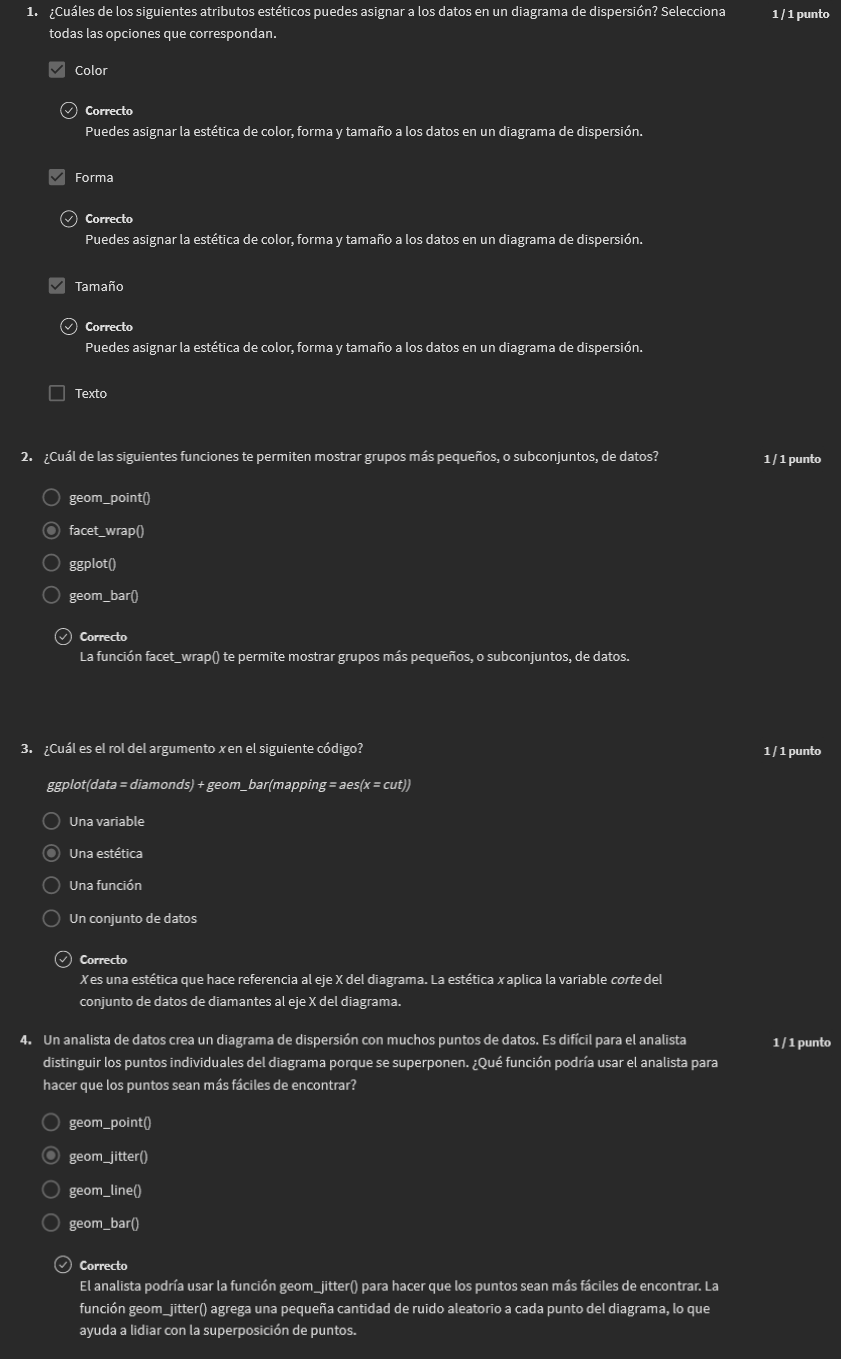 1. ¿Cuáles de los siguientes atributos estéticos puedes asignar a los datos en un diagrama de dispersión? Selecciona 1 / 1 punto
todas las opciones que correspondan.
Color
Correcto
Puedes asignar la estética de color, forma y tamaño a los datos en un diagrama de dispersión.
Forma
Correcto
Puedes asignar la estética de color, forma y tamaño a los datos en un diagrama de dispersión.
Tamaño
Correcto
Puedes asignar la estética de color, forma y tamaño a los datos en un diagrama de dispersión.
Texto
2. ¿Cuál de las siguientes funciones te permiten mostrar grupos más pequeños, o subconjuntos, de datos? 1 / 1 punto
geom_point()
facet_wrap()
ggplot()
geom_bar()
Correcto
La función facet_wrap() te permite mostrar grupos más pequeños, o subconjuntos, de datos.
3. ¿Cuál es el rol del argumento x en el siguiente código? 1 / 1 punto
ggplot(data = diamonds) + geom_bar(mapping = aes(x = cut))
Una variable
Una estética
Una función
Un conjunto de datos
Correcto
X es una estética que hace referencia al eje X del diagrama. La estética x aplica la variable corte del
conjunto de datos de diamantes al eje X del diagrama.
4. Un analista de datos crea un diagrama de dispersión con muchos puntos de datos. Es difícil para el analista 1 / 1 punto
distinguir los puntos individuales del diagrama porque se superponen. ¿Qué función podría usar el analista para
hacer que los puntos sean más fáciles de encontrar?
geom_point()
geom_jitter()
geom_line()
geom_bar()
Correcto
El analista podría usar la función geom_jitter() para hacer que los puntos sean más fáciles de encontrar. La
función geom_jitter() agrega una pequeña cantidad de ruido aleatorio a cada punto del diagrama, lo que
ayuda a lidiar con la superposición de puntos.